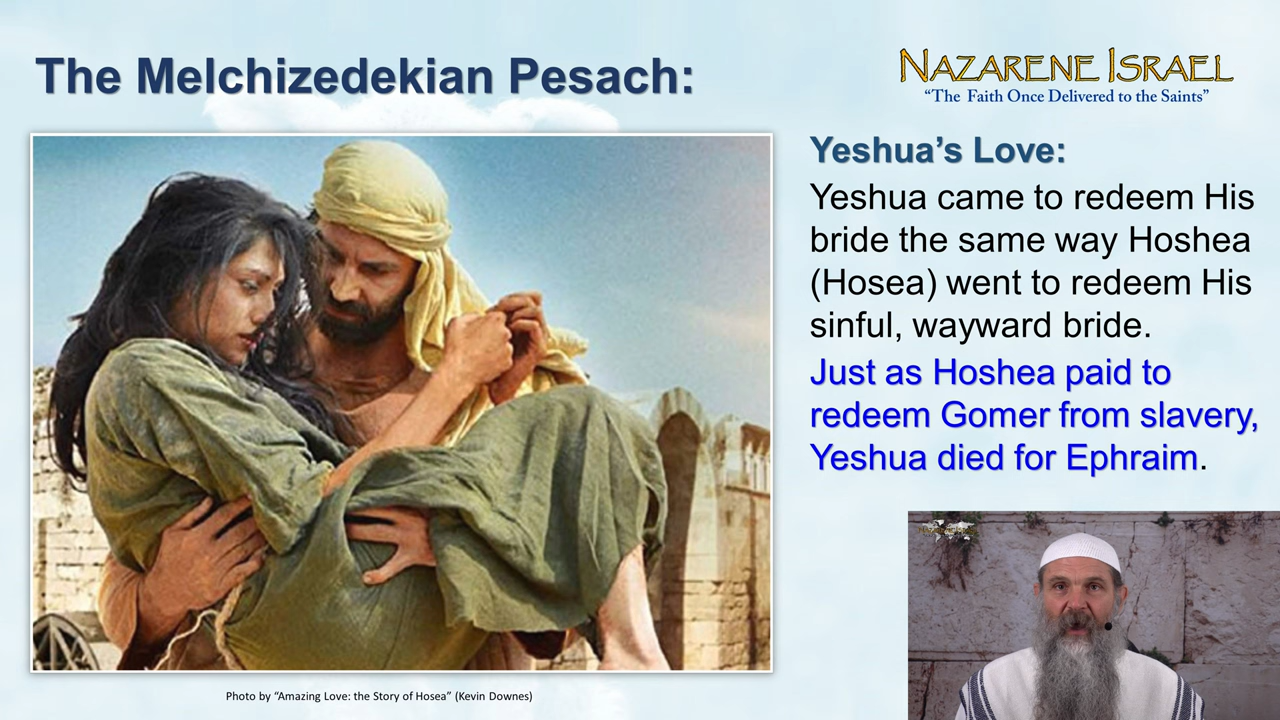 The Melchizedekian Pesach:
NAZARENE ISRAEL
“The Faith Once Delivered to the Saints”
Yeshua’s Love:
Yeshua came to redeem His
bride the same way Hoshea
(Hosea) went to redeem His
sinful, wayward bride.
Just as Hoshea paid to
redeem Gomer from slavery,
Yeshua died for Ephraim.
Photo by “Amazing Love: the Story of Hosea” (Kevin Downes)